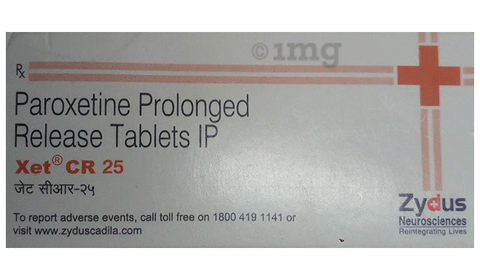 ©1mg
Rx
Paroxetine Prolonged
Release Tablets IP
Xet® CR 25
जेट सीआर-२५
To report adverse events, call toll free on 1800 419 1141 or
visit www.zyduscadila.com
Zydus
Neurosciences
Reintegrating Lives